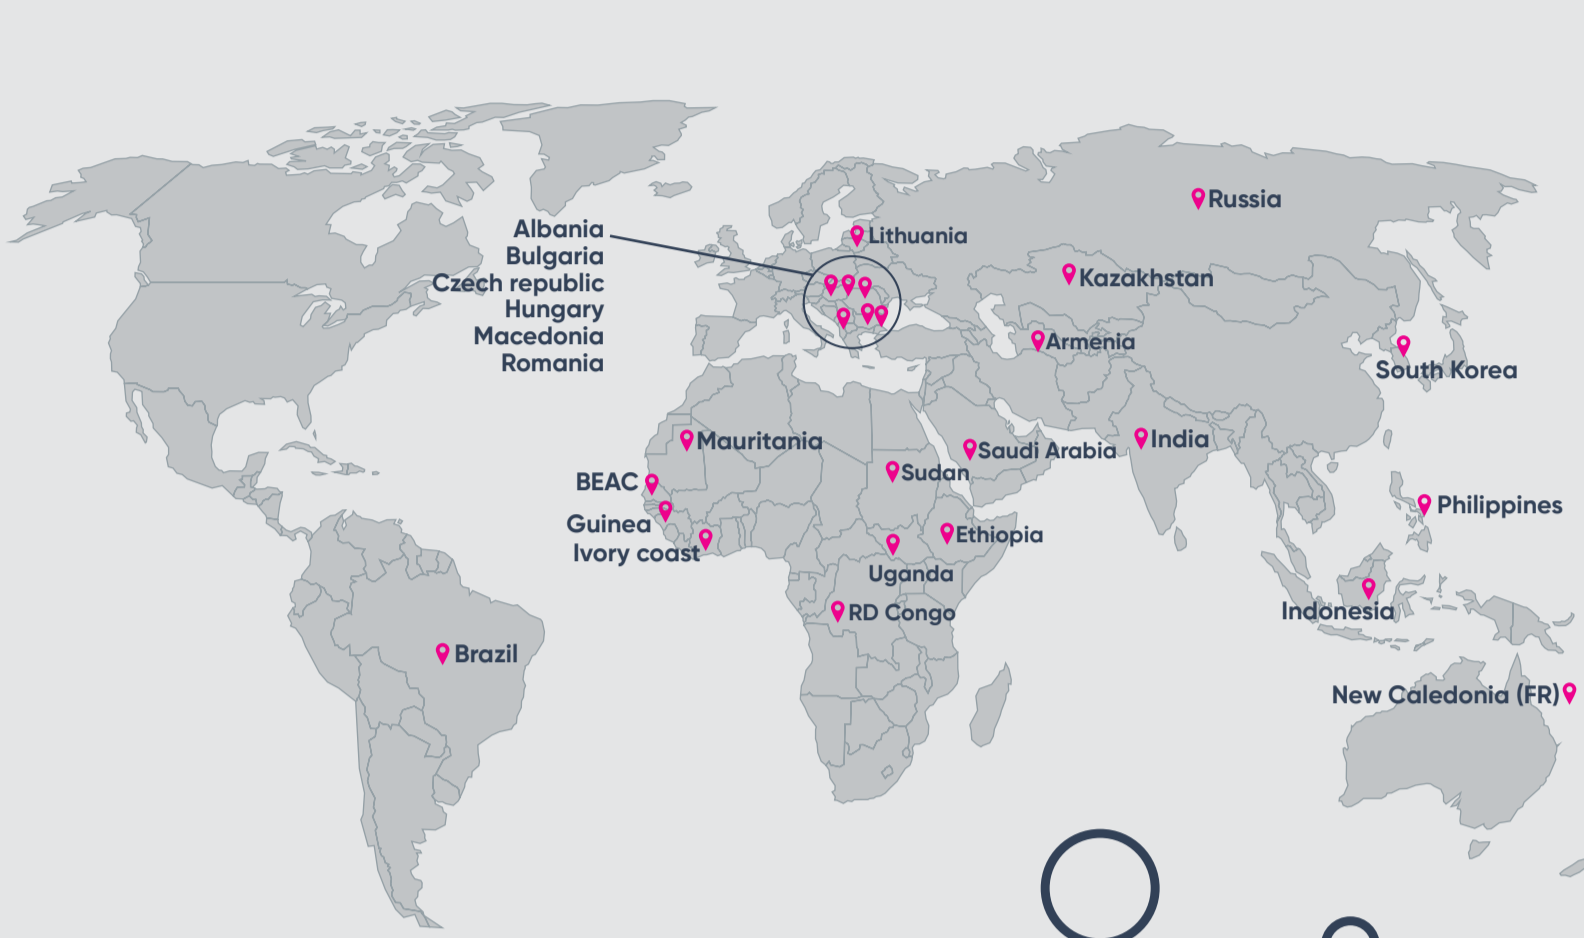 Russia
Albania
Bulgaria
Czech republic
Hungary
Macedonia
Romania
Lithuania
Kazakhstan
Armenia
South Korea
Mauritania
India
Saudi Arabia
Sudan
BEAC
Guinea
Ivory coast
Philippines
Ethiopia
Uganda
RD Congo
Indonesia
Brazil
New Caledonia (FR)